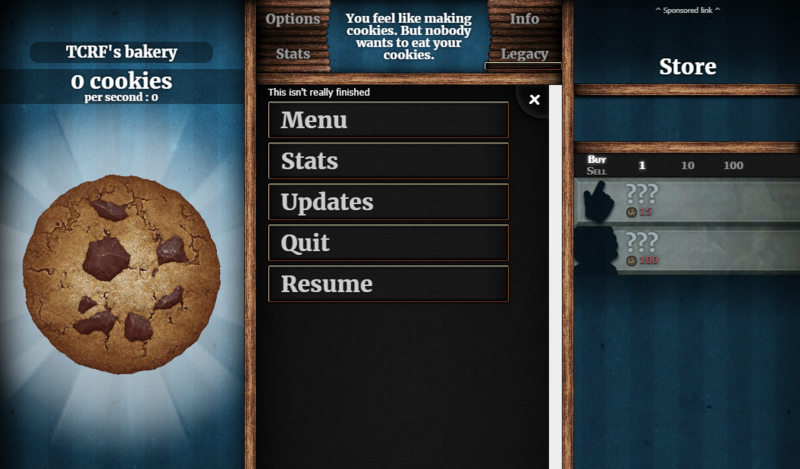 TCRF's bakery
0 cookies
per second : 0
Options
Stats
You feel like making
cookies. But nobody
wants to eat your
cookies.
Info
Legacy
This isn't really finished
Menu
Stats
Updates
Quit
Resume
^ Sponsored link ^
Store
Buy
Sell
1
10
100
???
15
???
100